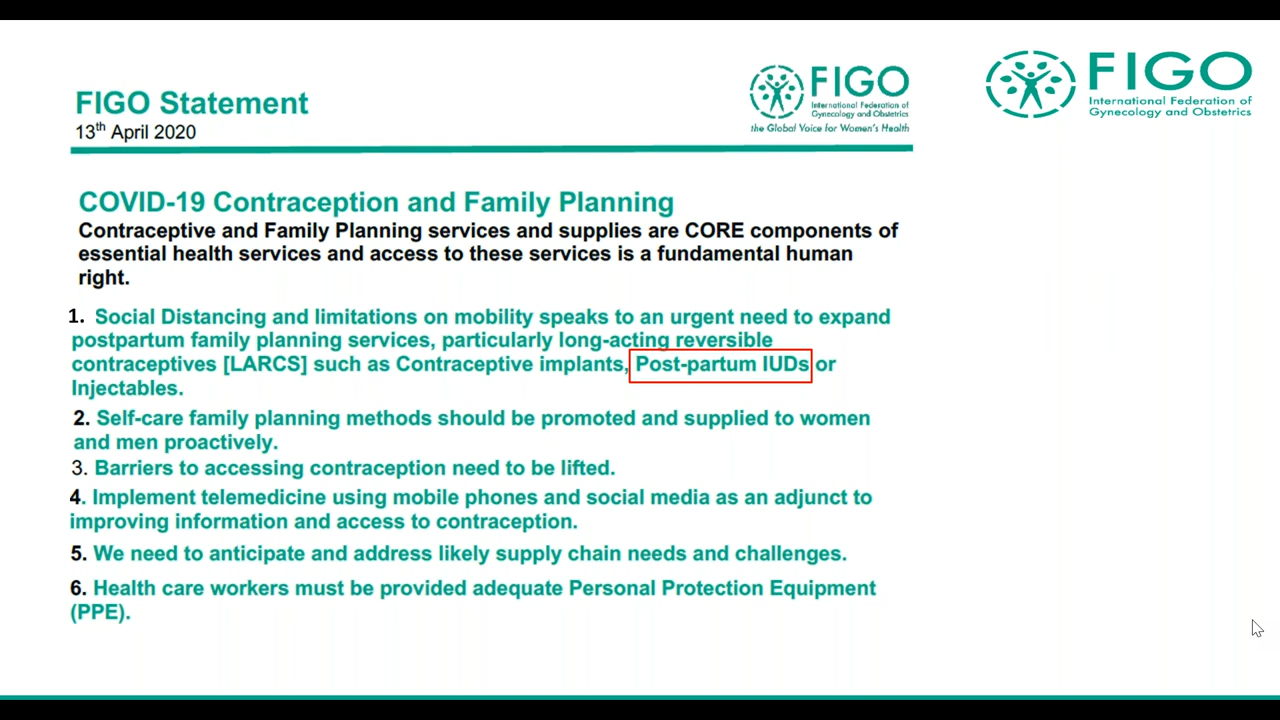 FIGO Statement
13th April 2020
FIGO
International Federation of
Gynecology and Obstetrics
the Global Voice for Women's Health
FIGO
International Federation of
Gynecology and Obstetrics
COVID-19 Contraception and Family Planning
Contraceptive and Family Planning services and supplies are CORE components of
essential health services and access to these services is a fundamental human
right.
1. Social Distancing and limitations on mobility speaks to an urgent need to expand
postpartum family planning services, particularly long-acting reversible
contraceptives [LARCS] such as Contraceptive implants, Post-partum IUDs or
Injectables.
2. Self-care family planning methods should be promoted and supplied to women
and men proactively.
3. Barriers to accessing contraception need to be lifted.
4. Implement telemedicine using mobile phones and social media as an adjunct to
improving information and access to contraception.
5. We need to anticipate and address likely supply chain needs and challenges.
6. Health care workers must be provided adequate Personal Protection Equipment
(PPE).